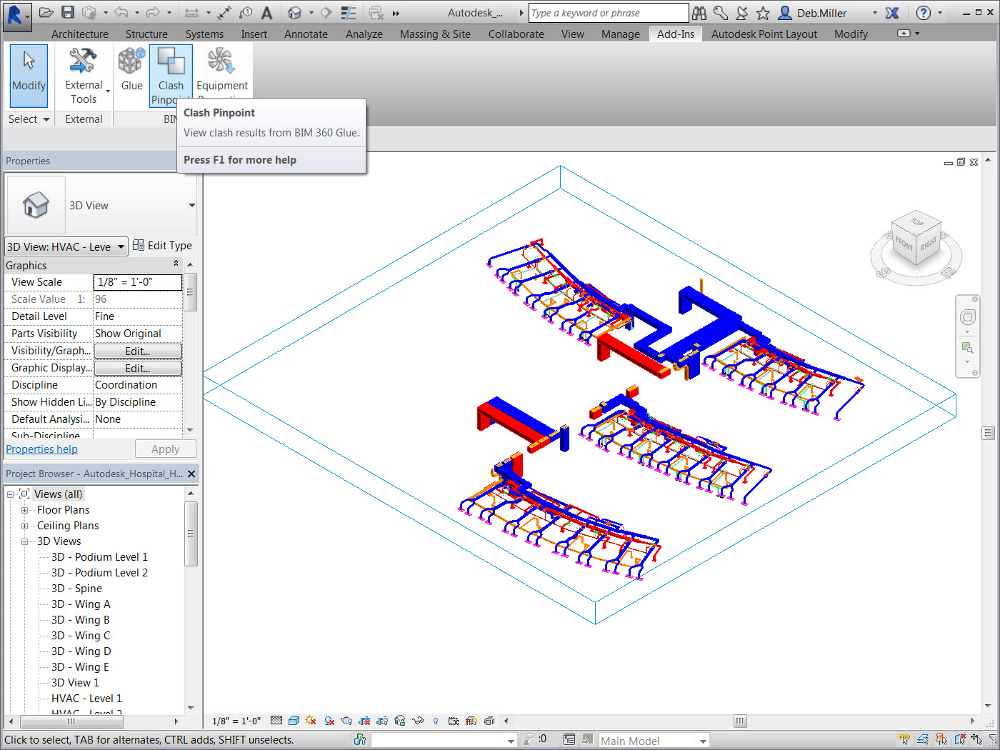 Autodesk_...
Type a keyword or phrase
Deb.Miller
Architecture
Structure
Systems
Insert
Annotate
Analyze
Massing & Site
Collaborate
View
Manage
Add-Ins
Autodesk Point Layout
Modify
Modify
External
Tools
Glue
Clash
Equipment
Select
External
Clash Pinpoint
View clash results from BIM 360 Glue.
Press F1 for more help
Properties
3D View
3D View: HVAC - Leve
Edit Type
Graphics
View Scale
1/8" = 1'-0"
Scale Value 1:
96
Detail Level
Fine
Parts Visibility
Show Original
Visibility/Graph...
Edit...
Graphic Display...
Edit...
Discipline
Coordination
Show Hidden Li...
By Discipline
Default Analysi...
None
Sub-Discipline
Properties help
Apply
Project Browser - Autodesk_Hospital_H...
Views (all)
Floor Plans
Ceiling Plans
3D Views
3D - Podium Level 1
3D - Podium Level 2
3D - Spine
3D - Wing A
3D - Wing B
3D - Wing C
3D - Wing D
3D - Wing E
3D View 1
HVAC - Level 1
HVAC - Level 2
TOP
FRONT
RIGHT
S
E
1/8" = 1'-0"
Click to select, TAB for alternates, CTRL adds, SHIFT unselects.
:0
Main Model